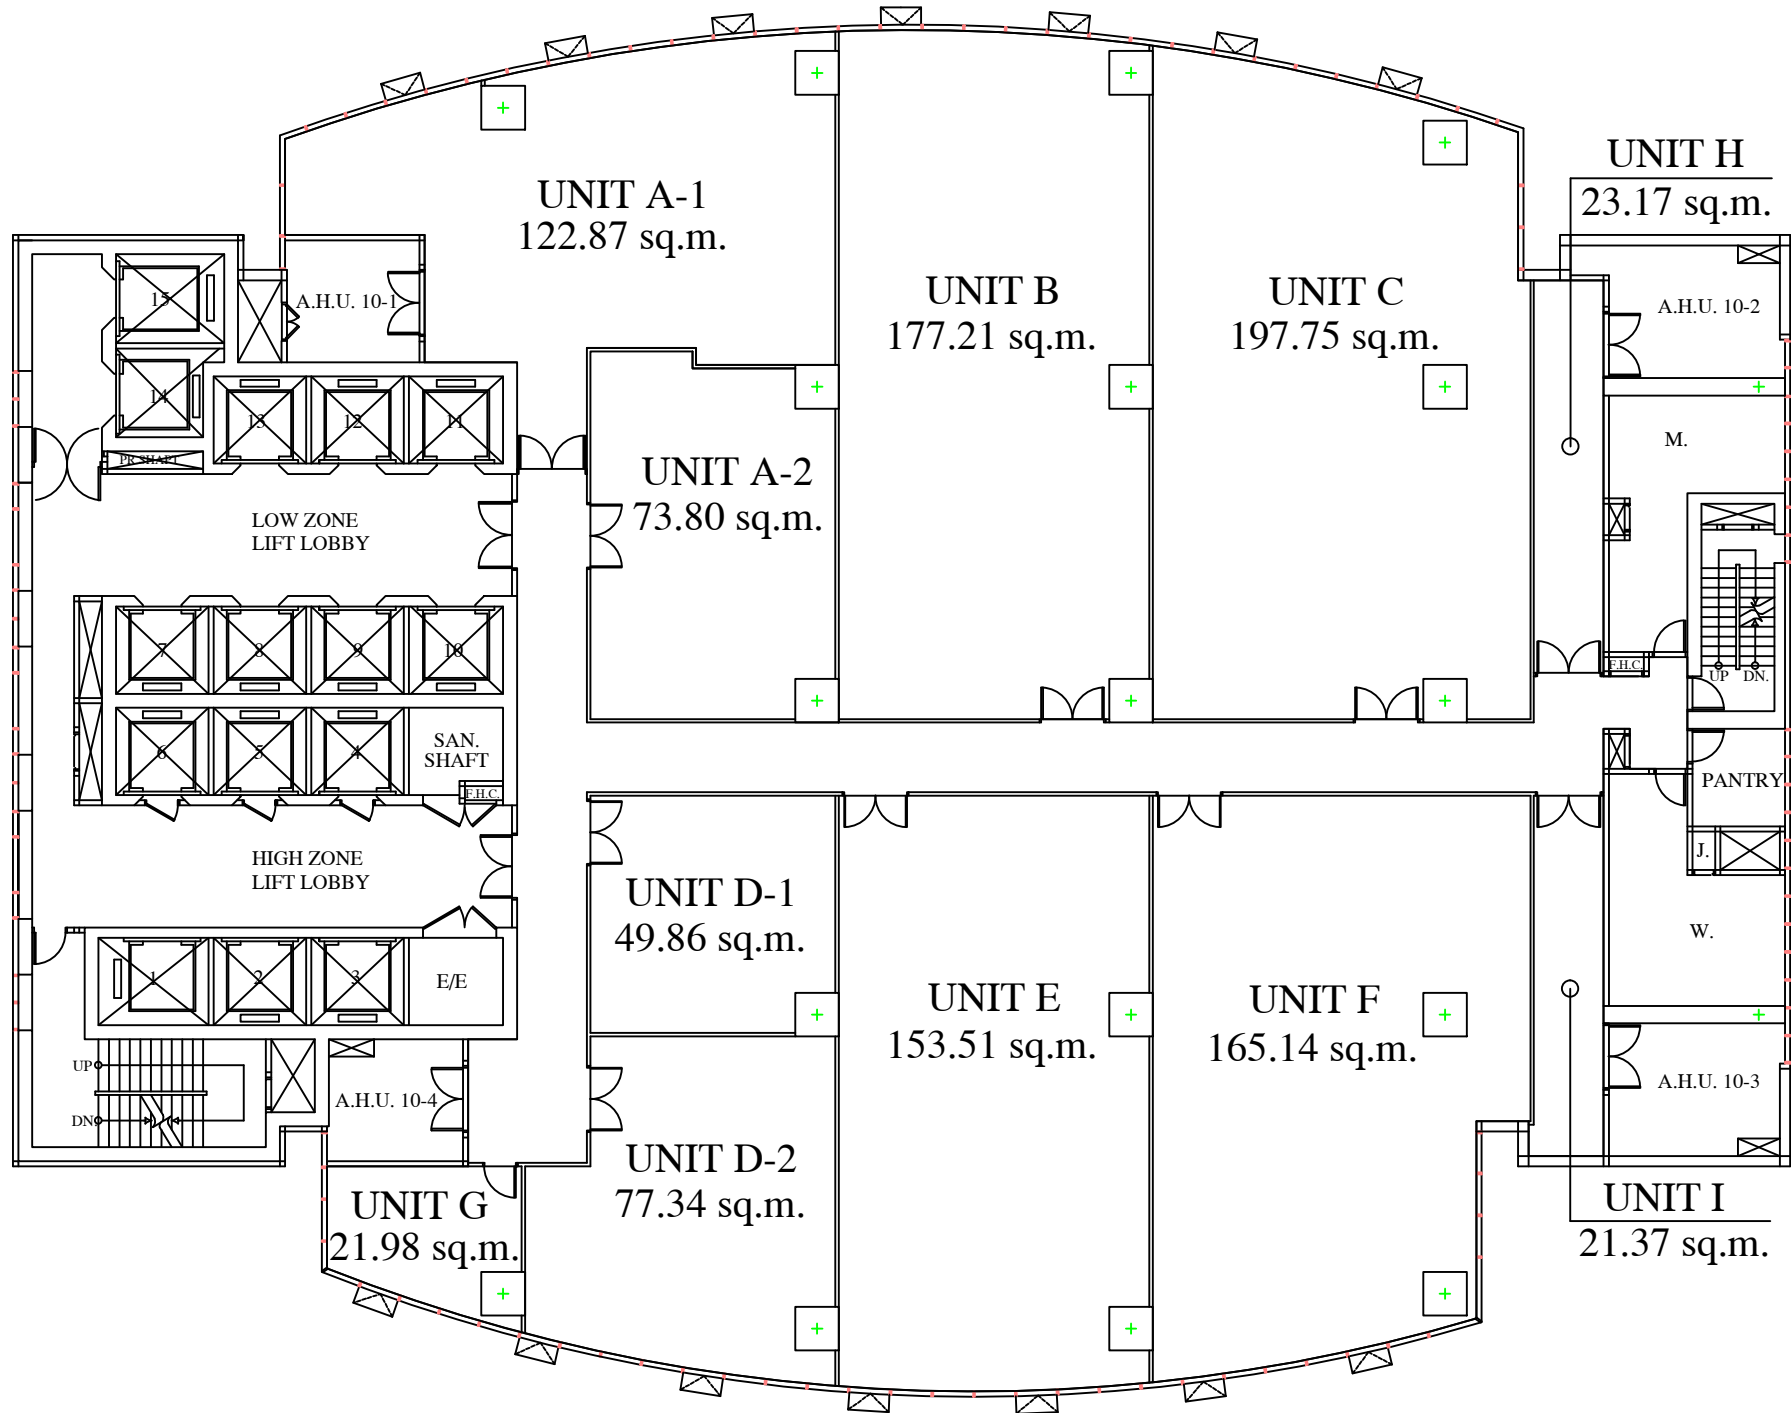 UNIT A-1
122.87 sq.m.
UNIT H
23.17 sq.m.
UNIT B
177.21 sq.m.
UNIT C
197.75 sq.m.
15
A.H.U. 10-1
A.H.U. 10-2
14
13
12
11
PR.SHAFT
M.
UNIT A-2
73.80 sq.m.
LOW ZONE
LIFT LOBBY
7
8
9
10
F.H.C.
UP
DN.
6
5
4
SAN.
SHAFT
F.H.C.
PANTRY
HIGH ZONE
LIFT LOBBY
J.
UNIT D-1
49.86 sq.m.
W.
1
2
3
E/E
UNIT E
153.51 sq.m.
UNIT F
165.14 sq.m.
UP
DN.
A.H.U. 10-4
A.H.U. 10-3
UNIT D-2
77.34 sq.m.
UNIT G
21.98 sq.m.
UNIT I
21.37 sq.m.